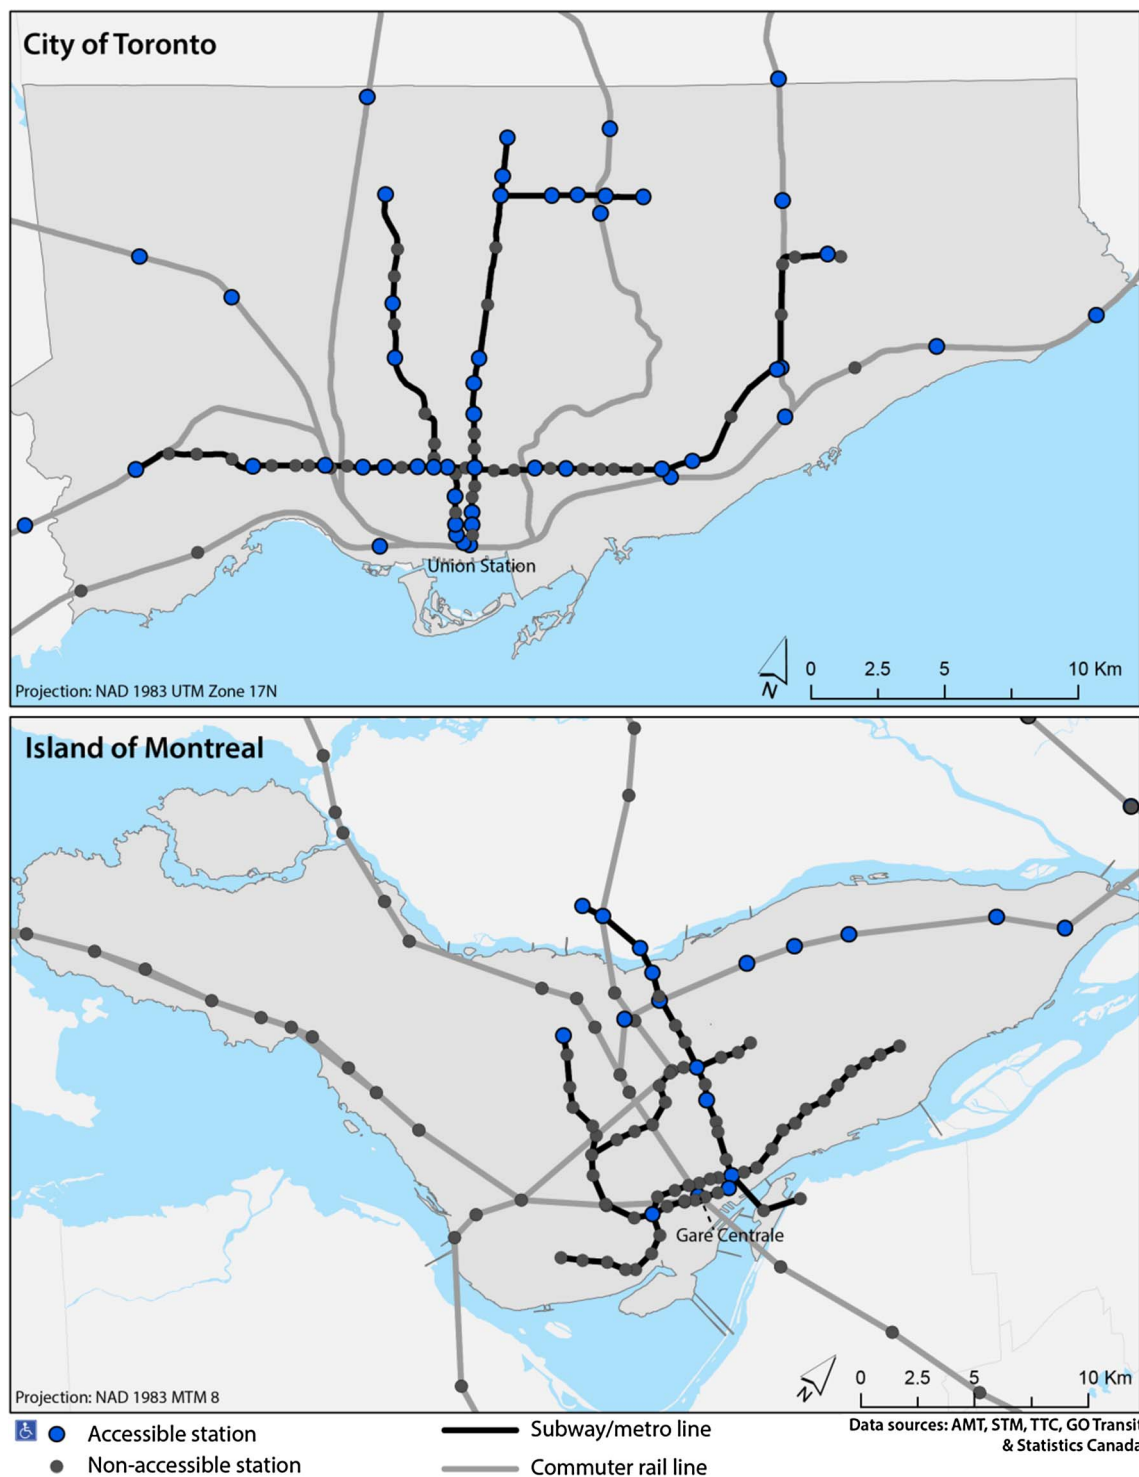 City of Toronto
Union Station
Projection: NAD 1983 UTM Zone 17N
N
0 2.5 5 10 Km
Island of Montreal
Gare Centrale
Projection: NAD 1983 MTM 8
N
0 2.5 5 10 Km
Accessible station
Non-accessible station
Subway/metro line
Commuter rail line
Data sources: AMT, STM, TTC, GO Transit
& Statistics Canada